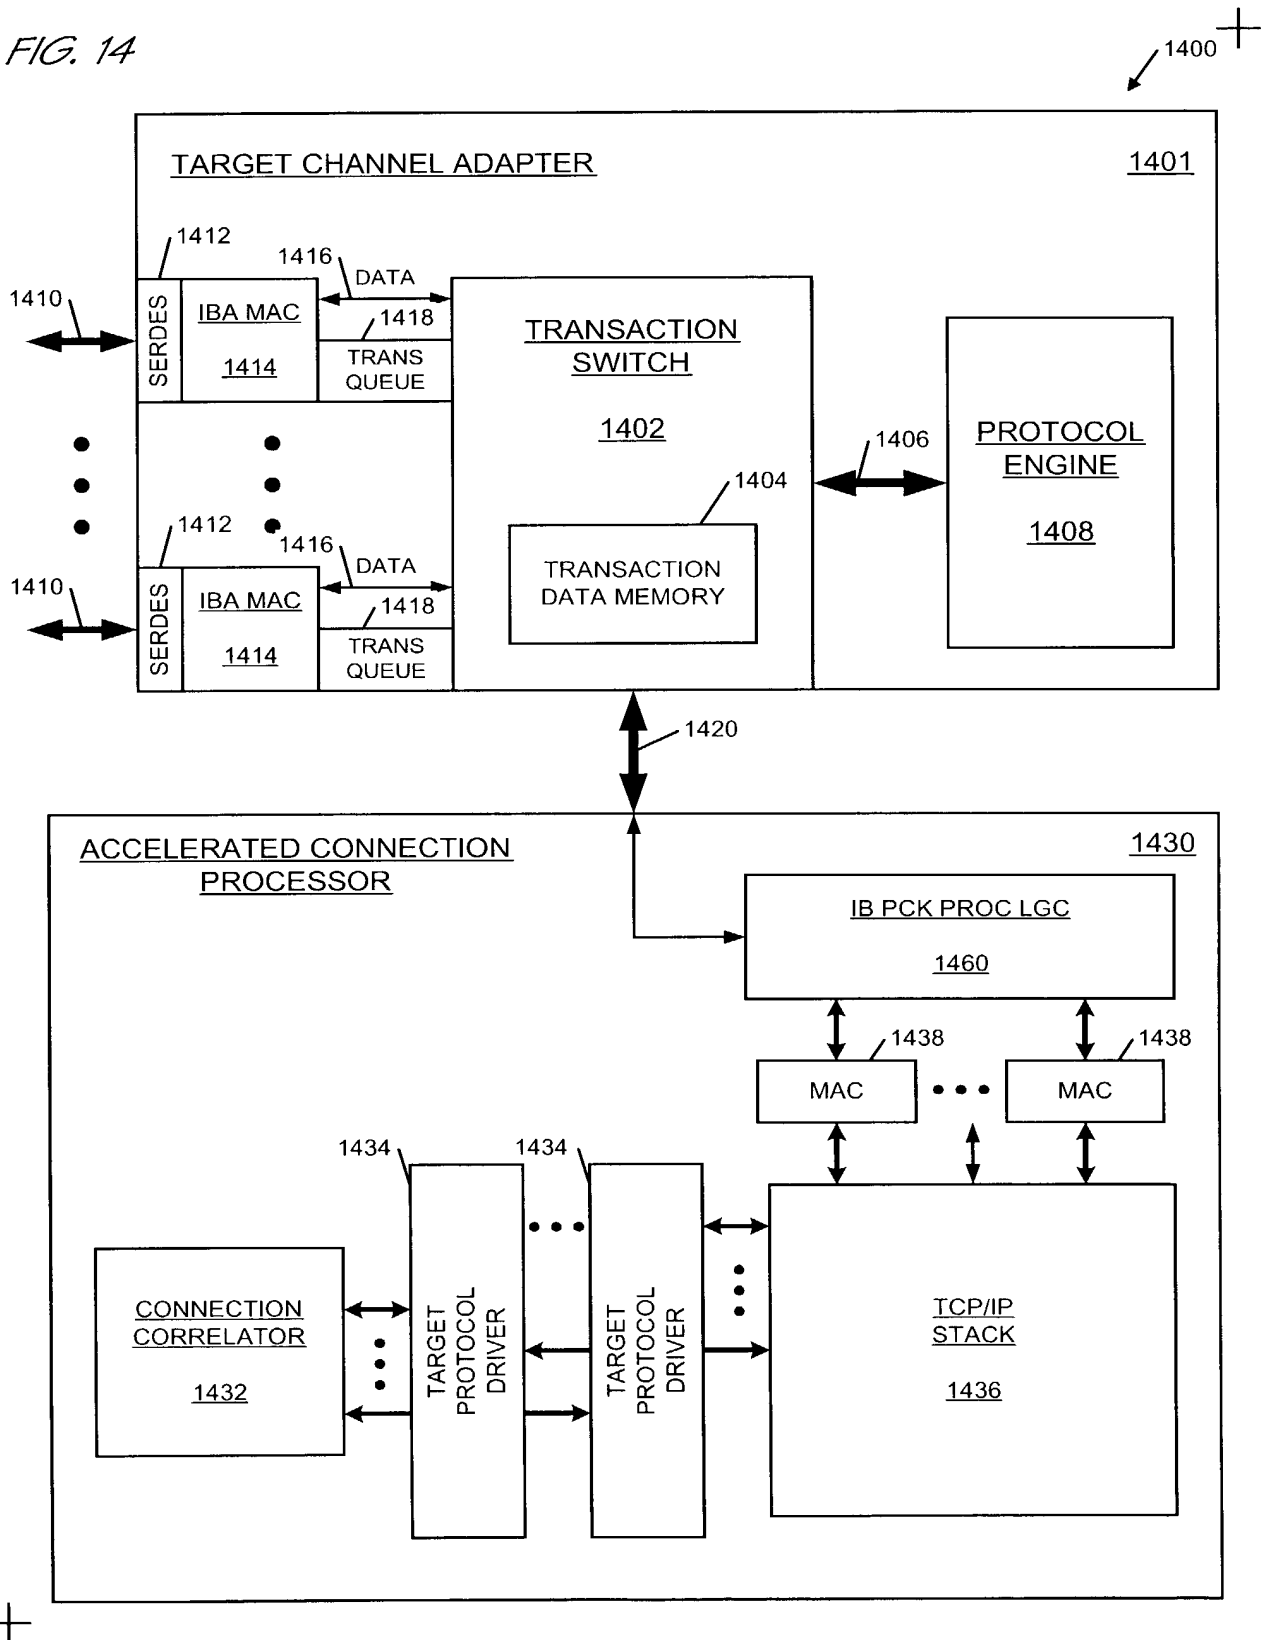 FIG. 14
1400
TARGET CHANNEL ADAPTER
1401
1412
1416
DATA
1410
SERDES
IBA MAC
1414
1418
TRANS
QUEUE
TRANSACTION
SWITCH
1402
1404
TRANSACTION
DATA MEMORY
1406
PROTOCOL
ENGINE
1408
1412
1416
DATA
1410
SERDES
IBA MAC
1414
1418
TRANS
QUEUE
1420
ACCELERATED CONNECTION
PROCESSOR
1430
IB PCK PROC LGC
1460
1438
MAC
1438
MAC
1434
1434
CONNECTION
CORRELATOR
1432
TARGET
PROTOCOL
DRIVER
TARGET
PROTOCOL
DRIVER
TCP/IP
STACK
1436